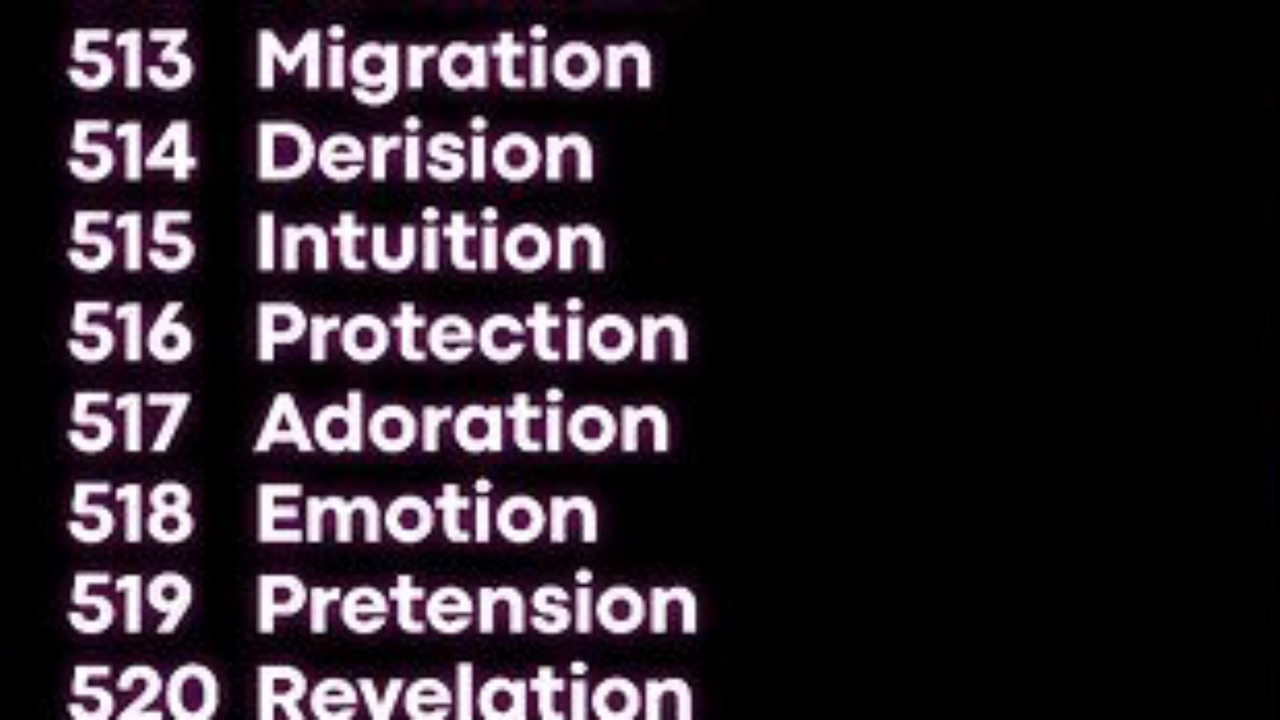 513 Migration
514 Derision
515 Intuition
516 Protection
517 Adoration
518 Emotion
519 Pretension
520 Revelation